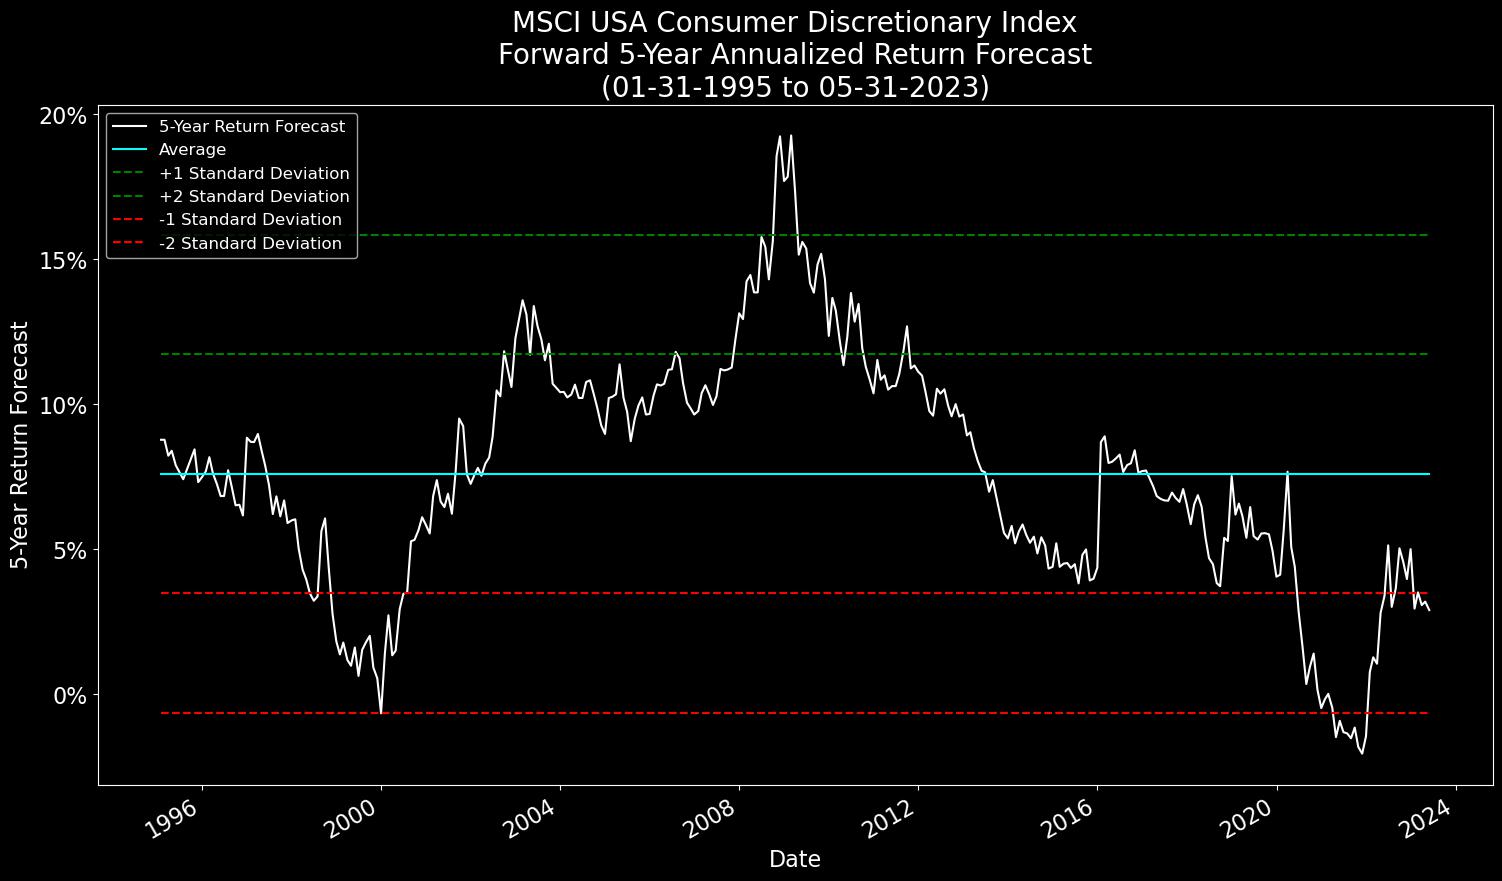 MSCI USA Consumer Discretionary Index
Forward 5-Year Annualized Return Forecast
(01-31-1995 to 05-31-2023)
20%
15%
10%
5%
0%
5-Year Return Forecast
5-Year Return Forecast
Average
+1 Standard Deviation
+2 Standard Deviation
-1 Standard Deviation
-2 Standard Deviation
1996
2000
2004
2008
2012
2016
2020
2024
Date